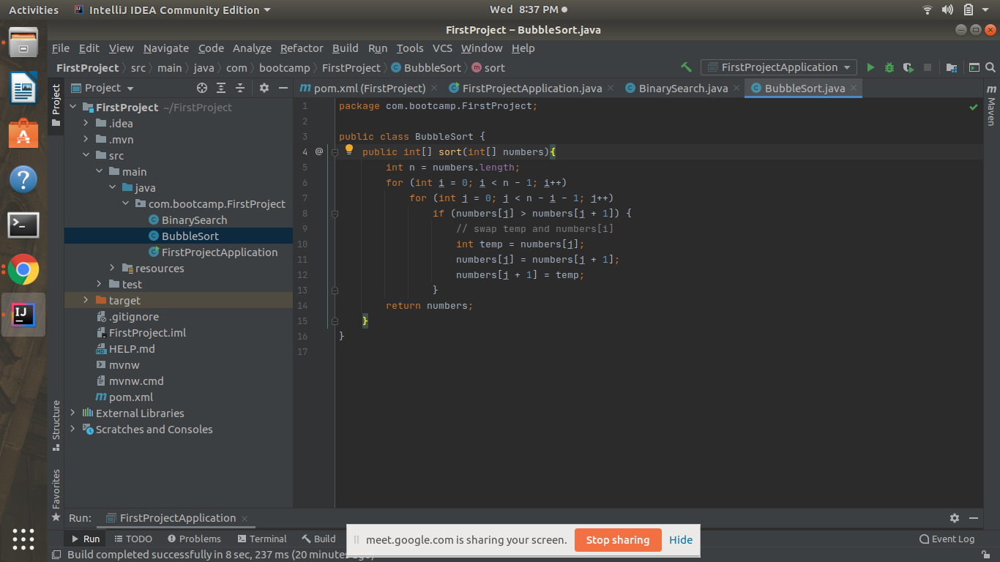 Activities IntelliJ IDEA Community Edition Wed 8:37 PM
FirstProject – BubbleSort.java
File Edit View Navigate Code Analyze Refactor Build Run Tools VCS Window Help
FirstProject src main java com bootcamp FirstProject BubbleSort sort FirstProjectApplication
Project
pom.xml (FirstProject) FirstProjectApplication.java BinarySearch.java BubbleSort.java
Project
Maven
FirstProject ~/FirstProject
.idea
.mvn
src
main
java
com.bootcamp.FirstProject
BinarySearch
BubbleSort
FirstProjectApplication
resources
test
target
.gitignore
FirstProject.iml
HELP.md
mvnw
mvnw.cmd
pom.xml
External Libraries
Scratches and Consoles
1 package com.bootcamp.FirstProject;
2
3 public class BubbleSort {
4 public int[] sort(int[] numbers){
5 int n = numbers.length;
6 for (int i = 0; i < n - 1; i++)
7 for (int j = 0; j < n - i - 1; j++)
8 if (numbers[j] > numbers[j + 1]) {
9 // swap temp and numbers[i]
10 int temp = numbers[j];
11 numbers[j] = numbers[j + 1];
12 numbers[j + 1] = temp;
13 }
14 return numbers;
15 }
16 }
17
Structure
Favorites
Run: FirstProjectApplication
Run TODO Problems Terminal Build Event Log
meet.google.com is sharing your screen. Stop sharing Hide
Build completed successfully in 8 sec, 237 ms (20 minutes ago)